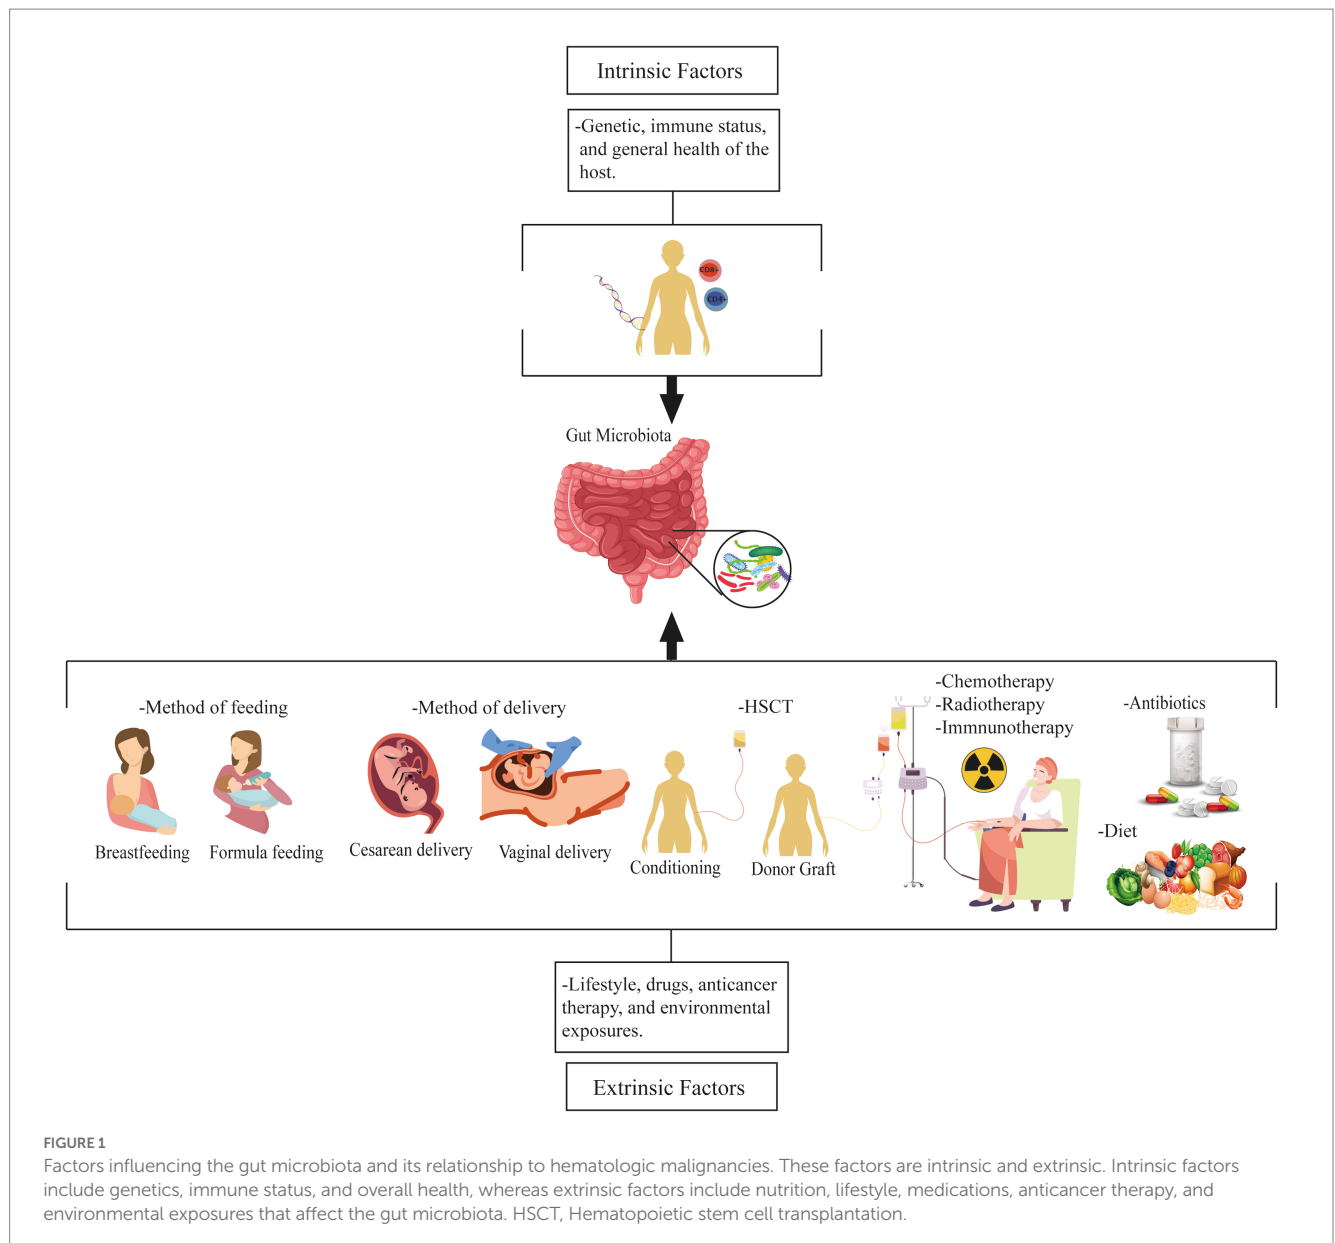 Intrinsic Factors
-Genetic, immune status,
and general health of the
host.
CD8+
CD4+
Gut Microbiota
-Method of feeding
Breastfeeding
Formula feeding
-Method of delivery
Cesarean delivery
Vaginal delivery
-HSCT
Conditioning
Donor Graft
-Chemotherapy
-Radiotherapy
-Immnunotherapy
-Antibiotics
-Diet
-Lifestyle, drugs, anticancer
therapy, and environmental
exposures.
Extrinsic Factors
FIGURE 1
Factors influencing the gut microbiota and its relationship to hematologic malignancies. These factors are intrinsic and extrinsic. Intrinsic factors
include genetics, immune status, and overall health, whereas extrinsic factors include nutrition, lifestyle, medications, anticancer therapy, and
environmental exposures that affect the gut microbiota. HSCT, Hematopoietic stem cell transplantation.